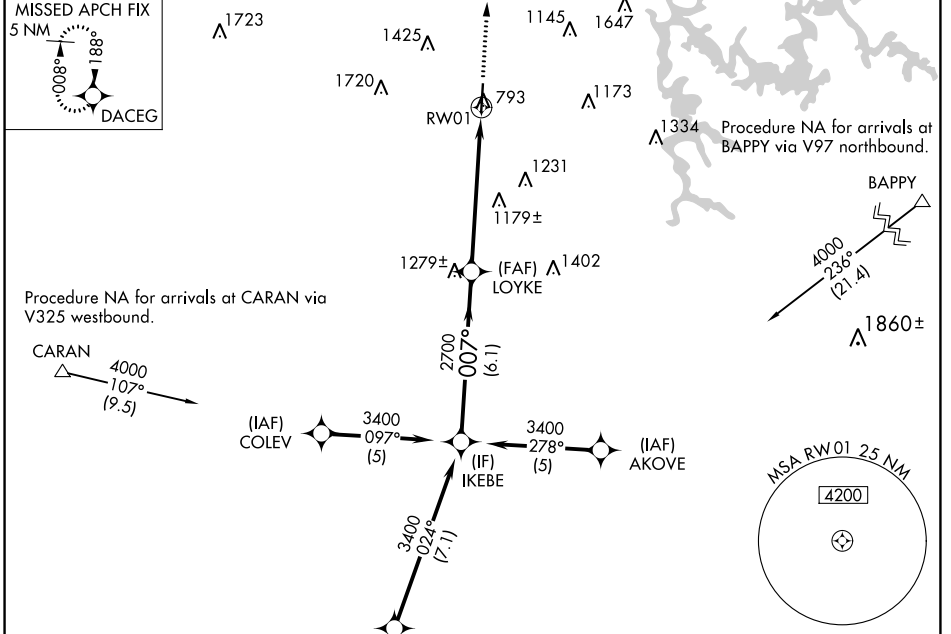 MISSED APCH FIX
5 NM
008°
188°
DACEG
1723
1425
1145
1647
1720
793
RW01
1173
1334
Procedure NA for arrivals at
BAPPY via V97 northbound.
1231
1179±
BAPPY
4000
236°
(21.4)
1279±
(FAF)
LOYKE
1402
1860±
Procedure NA for arrivals at CARAN via
V325 westbound.
CARAN
4000
107°
(9.5)
2700
007°
(6.1)
(IAF)
COLEV
3400
097°
(5)
(IF)
IKEBE
3400
278°
(5)
(IAF)
AKOVE
3400
024°
(7.1)
MSA RW01 25 NM
4200